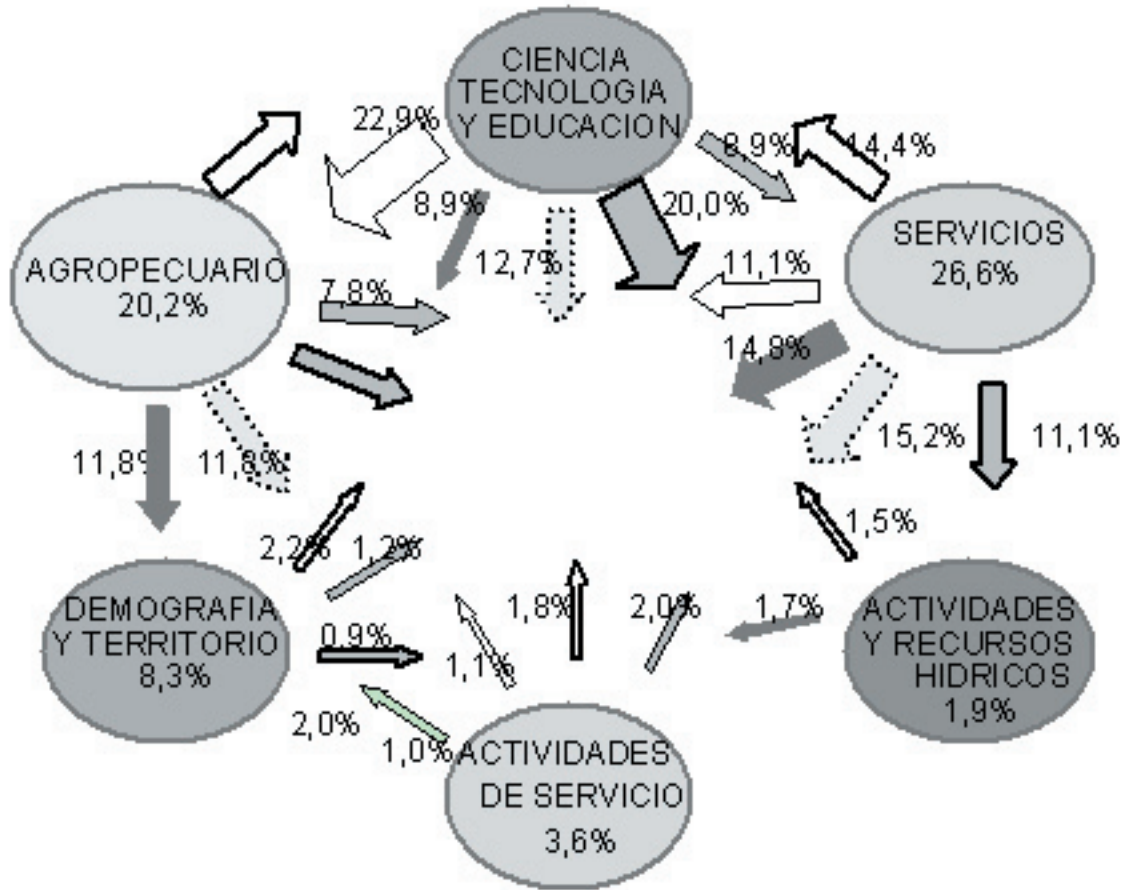 CIENCIA
TECNOLOGIA
Y EDUCACION
22,9%
8,9%
14,4%
8,9%
20,0%
12,7%
11,1%
SERVICIOS
26,6%
AGROPECUARIO
20,2%
7,8%
14,8%
11,8%
11,8%
15,2%
11,1%
2,2%
1,2%
1,5%
DEMOGRAFIA
Y TERRITORIO
8,3%
0,9%
1,1%
1,8%
2,0%
1,7%
ACTIVIDADES
Y RECURSOS
HIDRICOS
1,9%
2,0%
1,0%
ACTIVIDADES
DE SERVICIO
3,6%